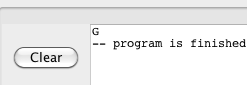 G
-- program is finished
Clear